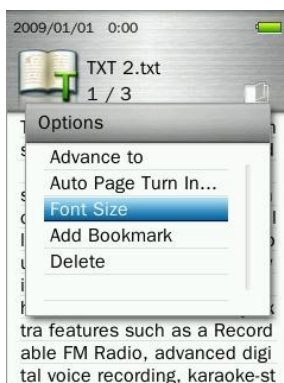 2009/01/01 0:00
TXT 2.txt
1 / 3
Options
Advance to
Auto Page Turn In...
Font Size
Add Bookmark
Delete
tra features such as a Record
able FM Radio, advanced digi
tal voice recording, karaoke-st